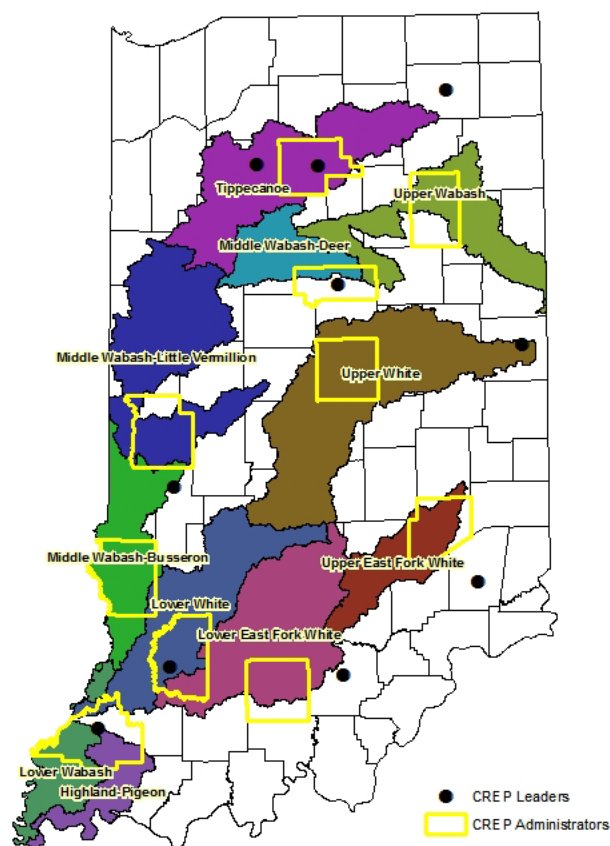 Tippecanoe
Upper Wabash
Middle Wabash-Deer
Middle Wabash-Little Vermillion
Upper White
Middle Wabash-Busseron
Upper East Fork White
Lower White
Lower East Fork White
Lower Wabash
Highland-Pigeon
CREP Leaders
CREP Administrators